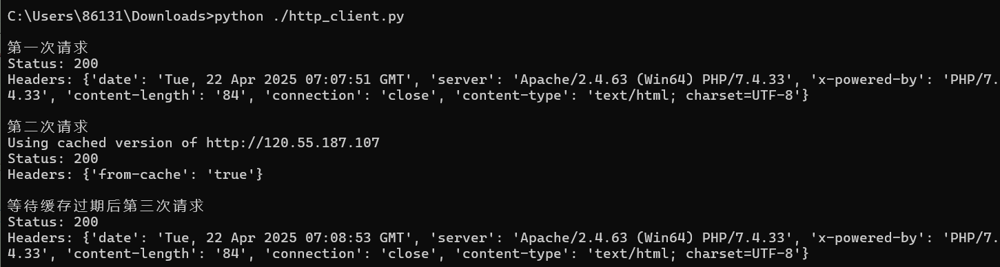 C:\Users\86131\Downloads>python ./http_client.py
第一次请求
Status: 200
Headers: {'date': 'Tue, 22 Apr 2025 07:07:51 GMT', 'server': 'Apache/2.4.63 (Win64) PHP/7.4.33', 'x-powered-by': 'PHP/7.
4.33', 'content-length': '84', 'connection': 'close', 'content-type': 'text/html; charset=UTF-8'}
第二次请求
Using cached version of http://120.55.187.107
Status: 200
Headers: {'from-cache': 'true'}
等待缓存过期后第三次请求
Status: 200
Headers: {'date': 'Tue, 22 Apr 2025 07:08:53 GMT', 'server': 'Apache/2.4.63 (Win64) PHP/7.4.33', 'x-powered-by': 'PHP/7.
4.33', 'content-length': '84', 'connection': 'close', 'content-type': 'text/html; charset=UTF-8'}